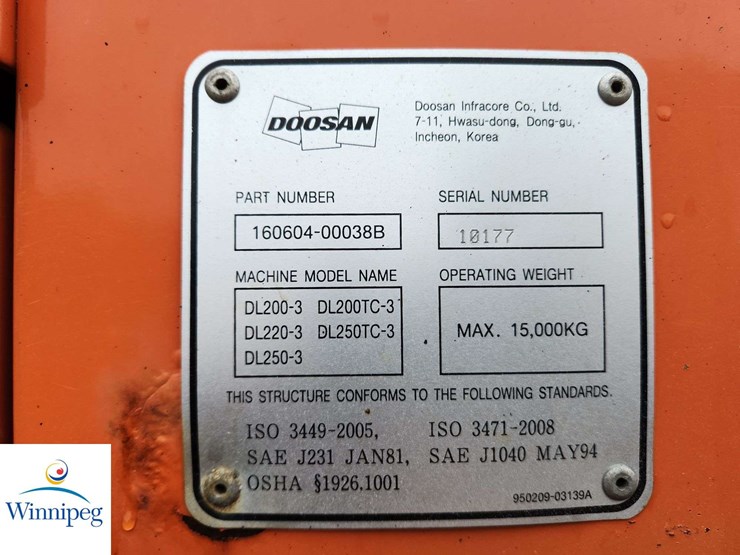 DOOSAN
Doosan Infracore Co., Ltd.
7-11, Hwasu-dong, Dong-gu,
Incheon, Korea
PART NUMBER
160604-00038B
SERIAL NUMBER
10177
MACHINE MODEL NAME
DL200-3 DL200TC-3
DL220-3 DL250TC-3
DL250-3
OPERATING WEIGHT
MAX. 15,000KG
THIS STRUCTURE CONFORMS TO THE FOLLOWING STANDARDS.
ISO 3449-2005, ISO 3471-2008
SAE J231 JAN81, SAE J1040 MAY94
OSHA §1926.1001
950209-03139A
Winnipeg